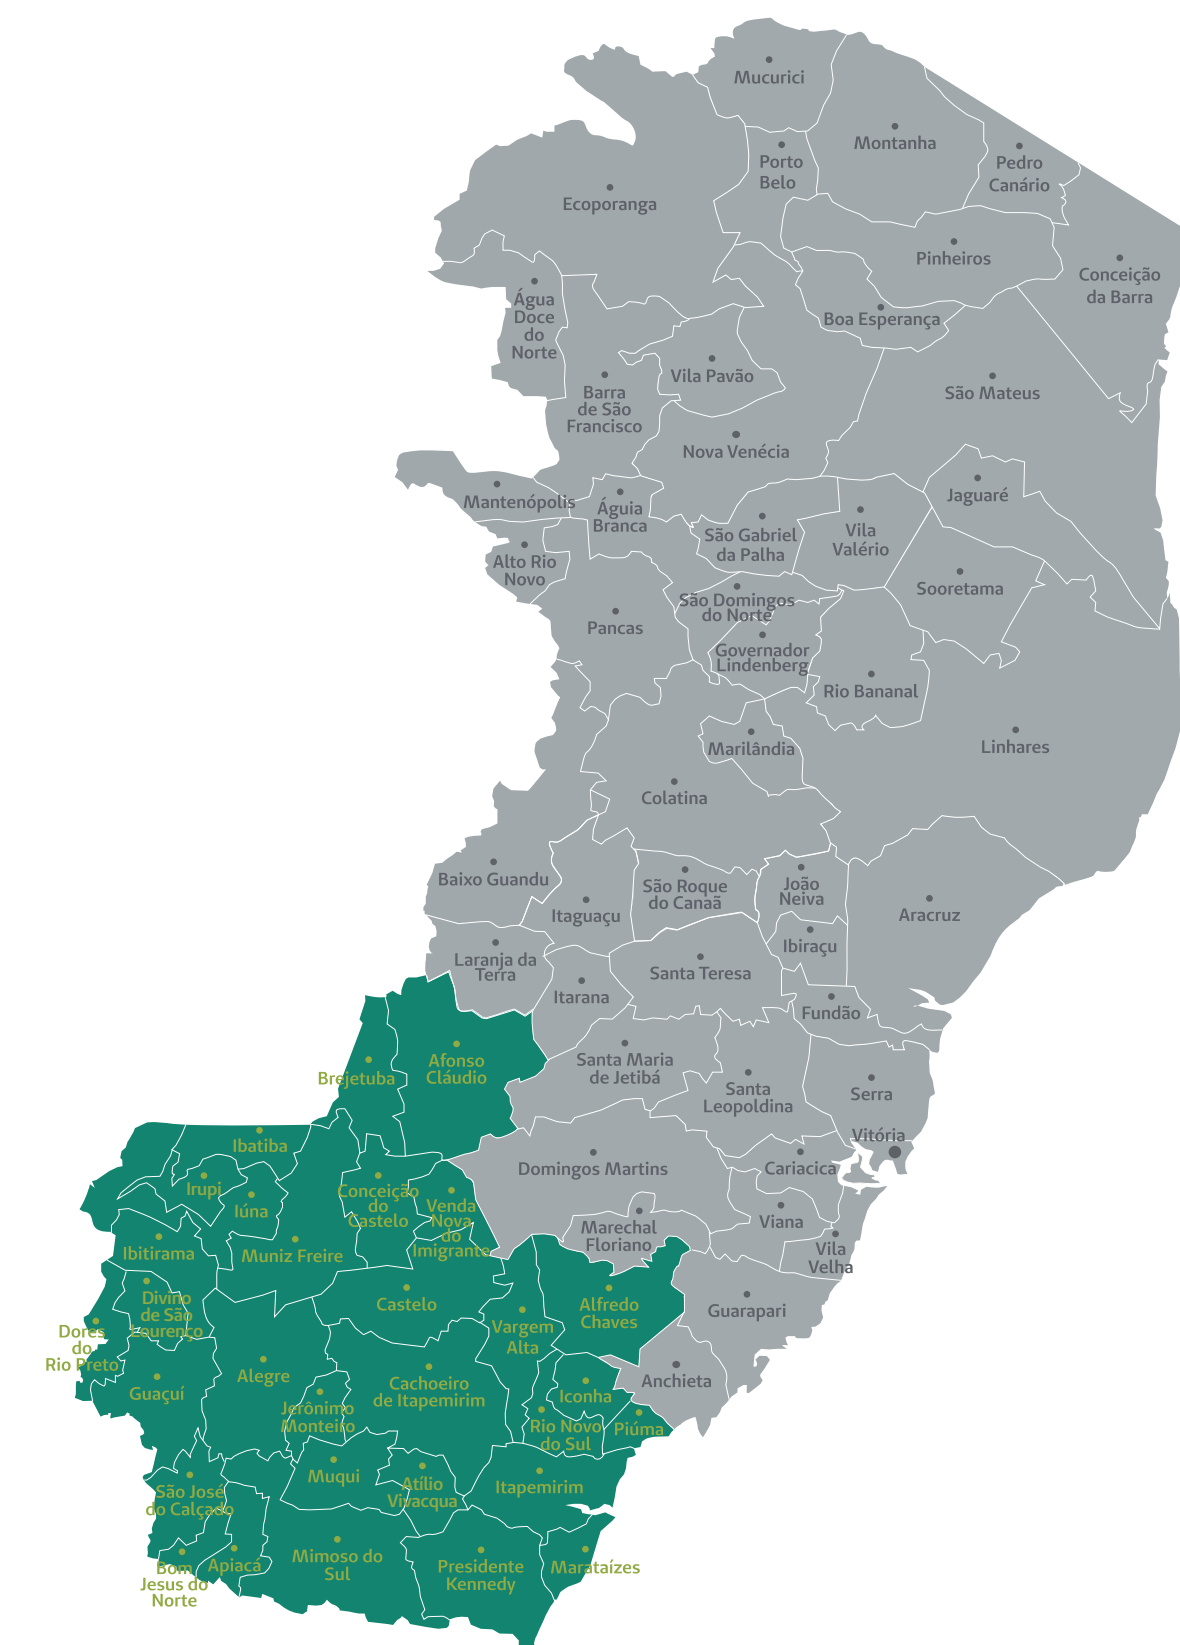 Mucurici
Montanha
Porto
Belo
Pedro
Canário
Ecoporanga
Pinheiros
Conceição
da Barra
Água
Doce
do
Norte
Boa Esperança
Vila Pavão
Barra
de São
Francisco
São Mateus
Nova Venécia
Mantenópolis
Águia
Branca
Jaguaré
São Gabriel
da Palha
Vila
Valério
Alto Rio
Novo
Sooretama
São Domingos
do Norte
Pancas
Governador
Lindenberg
Rio Bananal
Marilândia
Linhares
Colatina
Baixo Guandu
São Roque
do Canaã
João
Neiva
Itaguaçu
Aracruz
Ibiraçu
Laranja da
Terra
Santa Teresa
Itarana
Fundão
Afonso
Cláudio
Brejetuba
Santa Maria
de Jetibá
Santa
Leopoldina
Serra
Vitória
Ibatiba
Domingos Martins
Cariacica
Irupi
Iúna
Conceição
do
Castelo
Venda
Nova
do
Imigrante
Viana
Marechal
Floriano
Ibitirama
Muniz Freire
Vila
Velha
Divino
de São
Lourenço
Castelo
Alfredo
Chaves
Guarapari
Dores
do
Rio Preto
Vargem
Alta
Guaçuí
Alegre
Cachoeiro
de Itapemirim
Anchieta
Iconha
Jerônimo
Monteiro
Rio Novo
do Sul
Piúma
Muqui
Atílio
Vivacqua
Itapemirim
São José
do Calçado
Bom
Jesus do
Norte
Apiacá
Mimoso do
Sul
Presidente
Kennedy
Marataízes